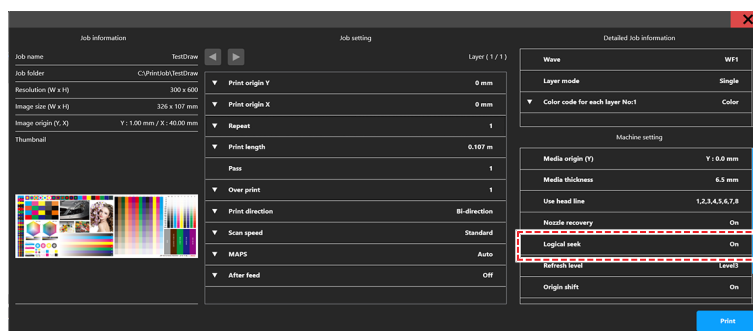 Job information
Job name TestDraw
Job folder C:\PrintJob\TestDraw
Resolution (W x H) 300 x 600
Image size (W x H) 326 x 107 mm
Image origin (Y, X) Y : 1.00 mm / X : 40.00 mm
Thumbnail
Job setting
Layer ( 1 / 1 )
Print origin Y 0 mm
Print origin X 0 mm
Repeat 1
Print length 0.107 m
Pass 1
Over print 1
Print direction Bi-direction
Scan speed Standard
MAPS Auto
After feed Off
Detailed Job information
Wave WF1
Layer mode Single
Color code for each layer No:1 Color
Machine setting
Media origin (Y) Y : 0.0 mm
Media thickness 6.5 mm
Use head line 1,2,3,4,5,6,7,8
Nozzle recovery On
Logical seek On
Refresh level Level3
Origin shift On
Print